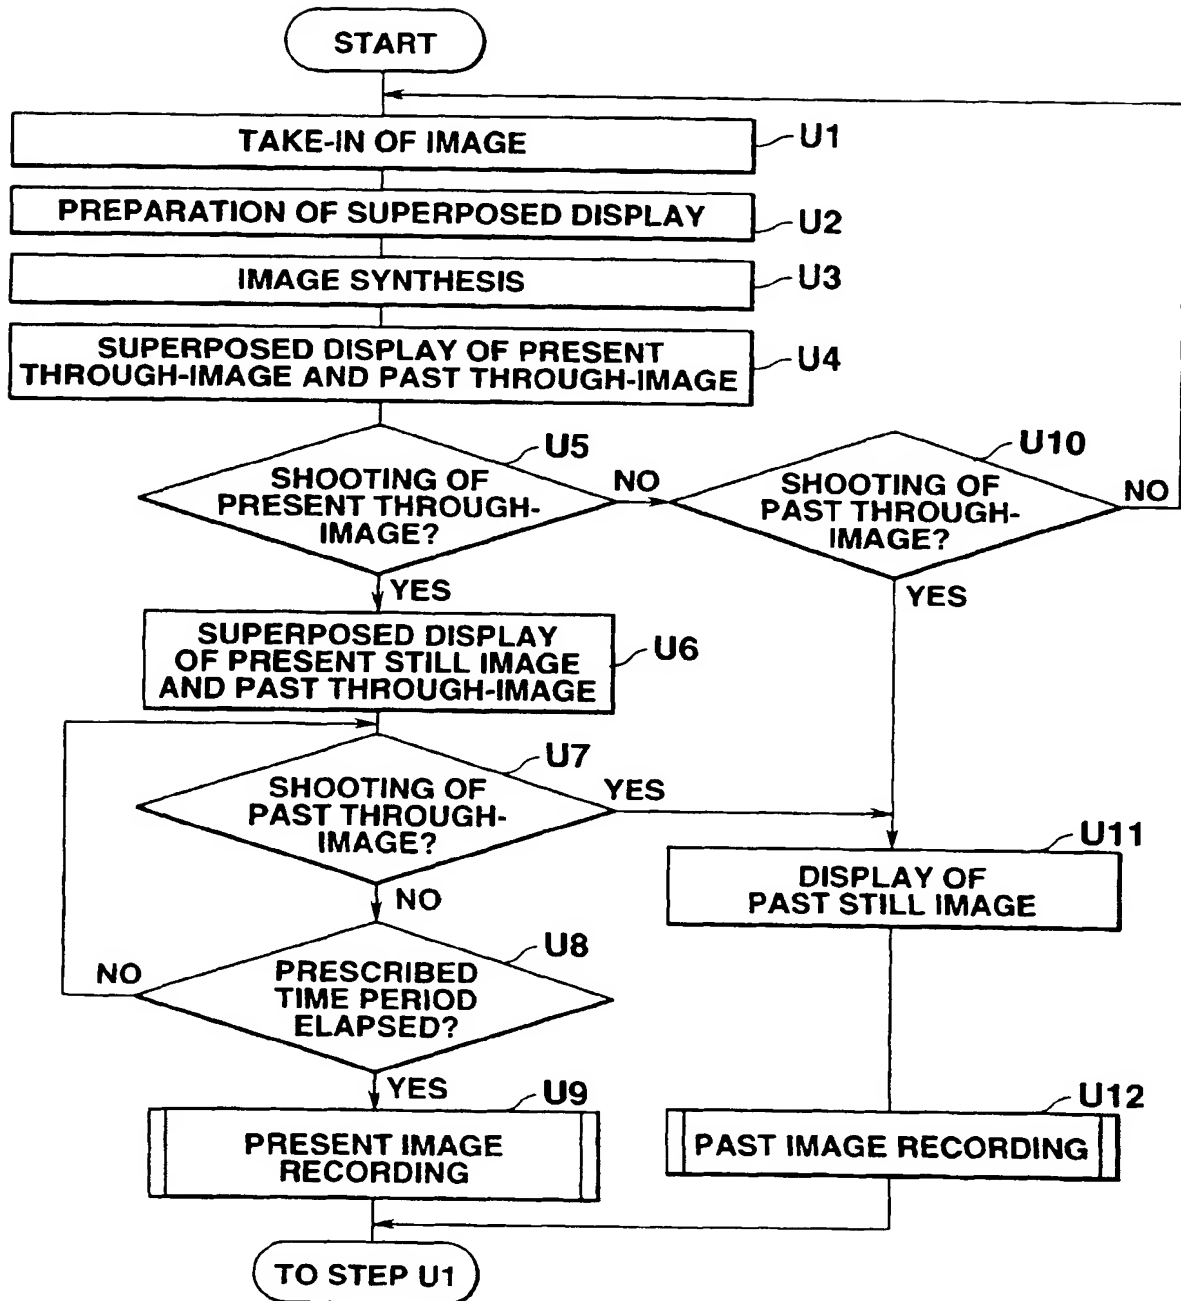 START
TAKE-IN OF IMAGE
U1
PREPARATION OF SUPERPOSED DISPLAY
U2
IMAGE SYNTHESIS
U3
SUPERPOSED DISPLAY OF PRESENT
THROUGH-IMAGE AND PAST THROUGH-IMAGE
U4
U5
SHOOTING OF
PRESENT THROUGH-
IMAGE?
NO
U10
SHOOTING OF
PAST THROUGH-
IMAGE?
NO
YES
YES
SUPERPOSED DISPLAY
OF PRESENT STILL IMAGE
AND PAST THROUGH-IMAGE
U6
U7
SHOOTING OF
PAST THROUGH-
IMAGE?
YES
NO
U11
DISPLAY OF
PAST STILL IMAGE
U8
PRESCRIBED
TIME PERIOD
ELAPSED?
NO
YES
U9
PRESENT IMAGE
RECORDING
U12
PAST IMAGE RECORDING
TO STEP U1